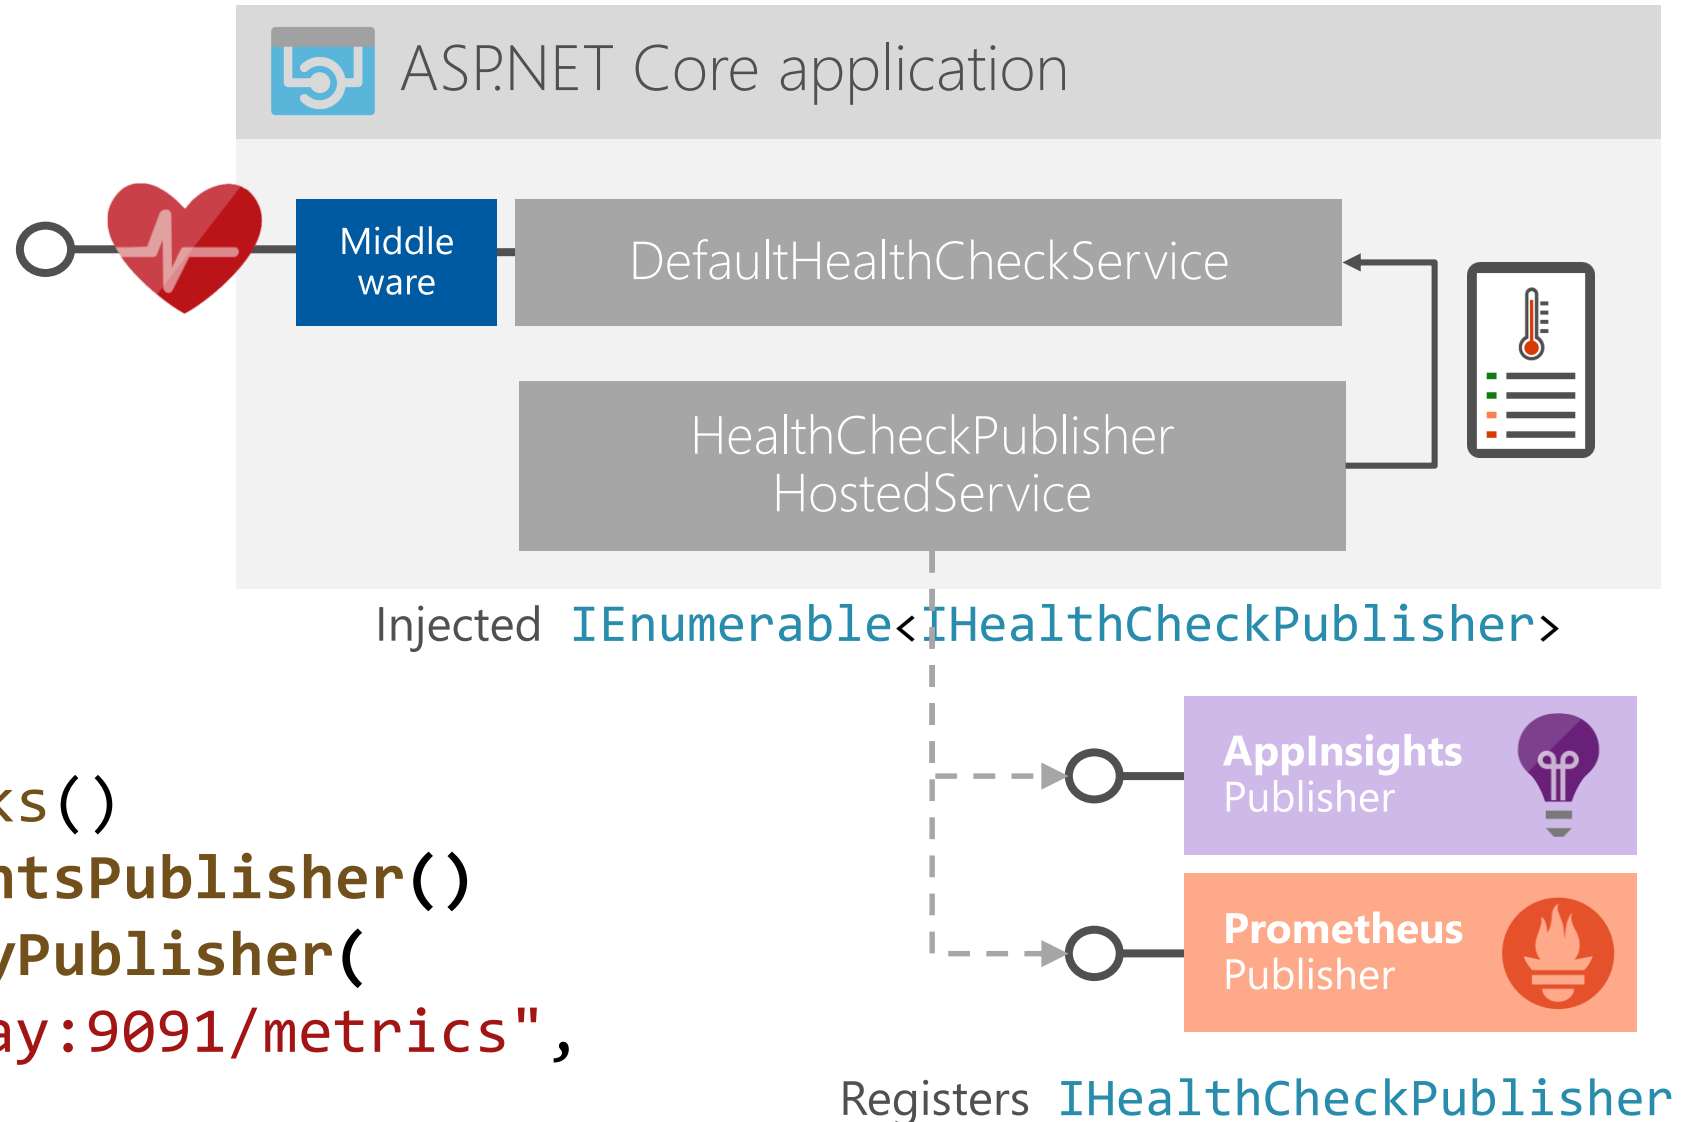 ASP.NET Core application
Middle
ware
DefaultHealthCheckService
HealthCheckPublisher
HostedService
Injected IEnumerable<IHealthCheckPublisher>
AppInsights
Publisher
ks()
ntsPublisher()
yPublisher(
ay:9091/metrics",
Prometheus
Publisher
Registers IHealthCheckPublisher